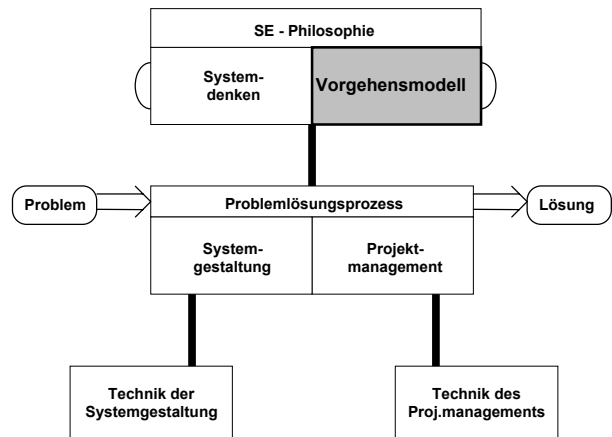 SE - Philosophie
System-
denken
Vorgehensmodell
Problem
Problemlösungsprozess
Lösung
System-
gestaltung
Projekt-
management
Technik der
Systemgestaltung
Technik des
Proj.managements